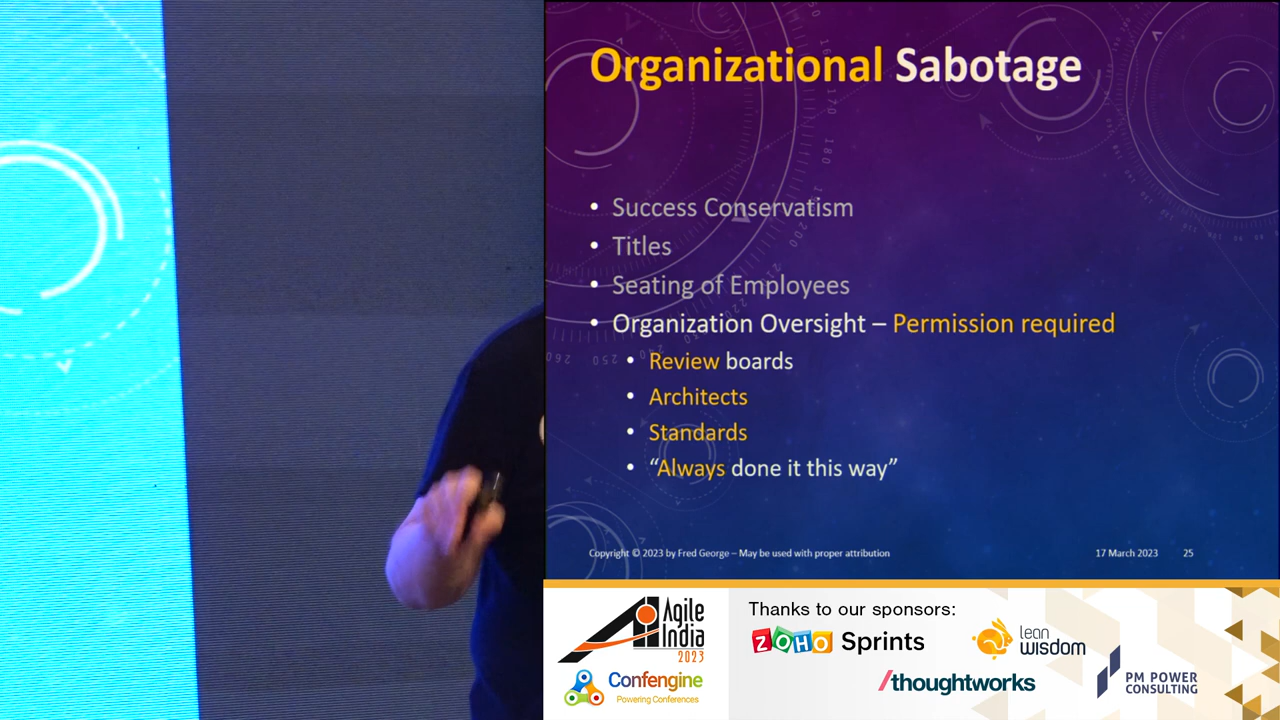 Organizational Sabotage
• Success Conservatism
• Titles
• Seating of Employees
• Organization Oversight – Permission required
• Review boards
• Architects
• Standards
• “Always done it this way”
Copyright © 2023 by Fred George – May be used with proper attribution
17 March 2023
25
Agile
India
2023
Confengine
Powering Conferences
Thanks to our sponsors:
ZOHO Sprints
lean
wisdom
/thoughtworks
PM POWER
CONSULTING